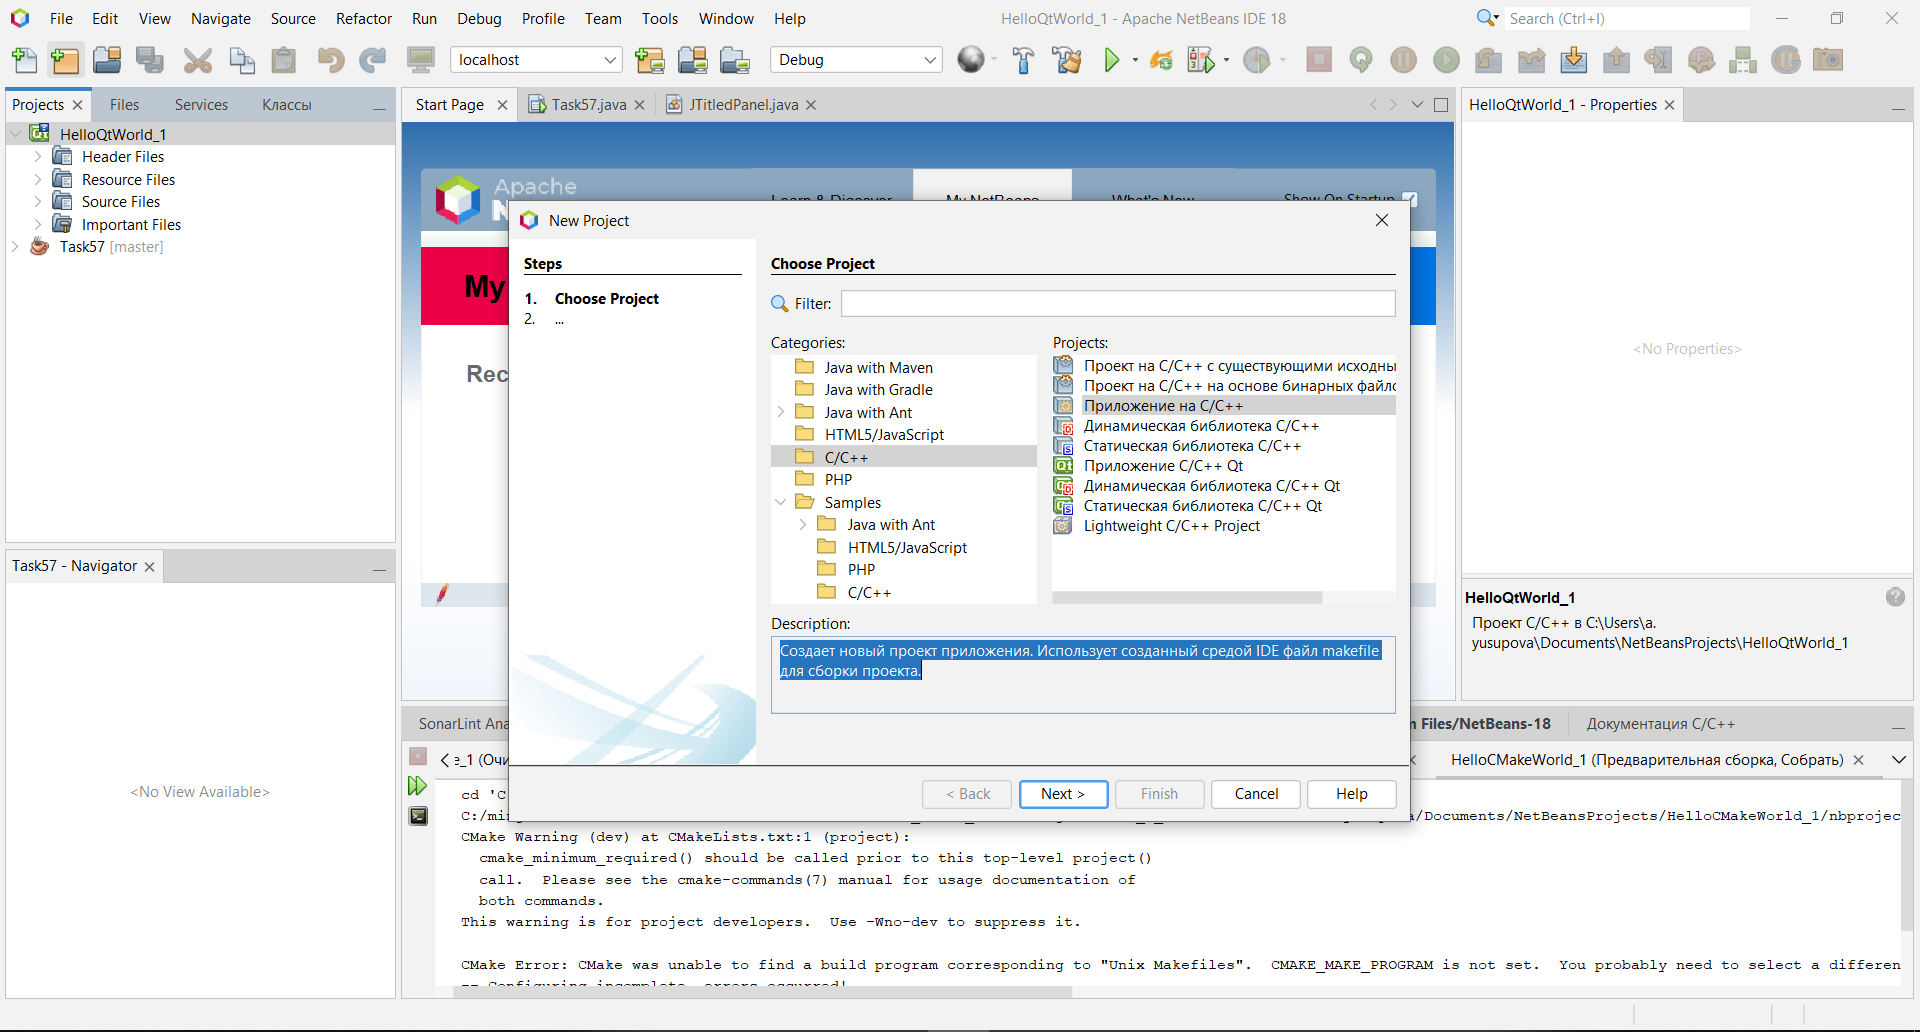 File Edit View Navigate Source Refactor Run Debug Profile Team Tools Window Help
HelloQtWorld_1 - Apache NetBeans IDE 18
Search (Ctrl+I)
localhost
Debug
Projects
Files
Services
Классы
HelloQtWorld_1
Header Files
Resource Files
Source Files
Important Files
Task57 [master]
Start Page
Task57.java
JTitledPanel.java
Apache
N
Learn & Discover
My NetBeans
What's New
Show On Startup
My
Rec
New Project
Steps
1. Choose Project
2. ...
Choose Project
Filter:
Categories:
Java with Maven
Java with Gradle
Java with Ant
HTML5/JavaScript
C/C++
PHP
Samples
Java with Ant
HTML5/JavaScript
PHP
C/C++
Projects:
Проект на C/C++ с существующими исходны
Проект на C/C++ на основе бинарных файло
Приложение на C/C++
Динамическая библиотека C/C++
Статическая библиотека C/C++
Приложение C/C++ Qt
Динамическая библиотека C/C++ Qt
Статическая библиотека C/C++ Qt
Lightweight C/C++ Project
Description:
Создает новый проект приложения. Использует созданный средой IDE файл makefile
для сборки проекта.
< Back
Next >
Finish
Cancel
Help
HelloQtWorld_1 - Properties
<No Properties>
HelloQtWorld_1
Проект C/C++ в C:\Users\a.
yusupova\Documents\NetBeansProjects\HelloQtWorld_1
Task57 - Navigator
<No View Available>
SonarLint Ana
n Files/NetBeans-18
Документация C/C++
e_1 (Очи
HelloCMakeWorld_1 (Предварительная сборка, Собрать)
cd 'C
C:/min
a/Documents/NetBeansProjects/HelloCMakeWorld_1/nbprojec
CMake Warning (dev) at CMakeLists.txt:1 (project):
cmake_minimum_required() should be called prior to this top-level project()
call. Please see the cmake-commands(7) manual for usage documentation of
both commands.
This warning is for project developers. Use -Wno-dev to suppress it.
CMake Error: CMake was unable to find a build program corresponding to "Unix Makefiles". CMAKE_MAKE_PROGRAM is not set. You probably need to select a differen
-- Configuring incomplete, errors occurred!